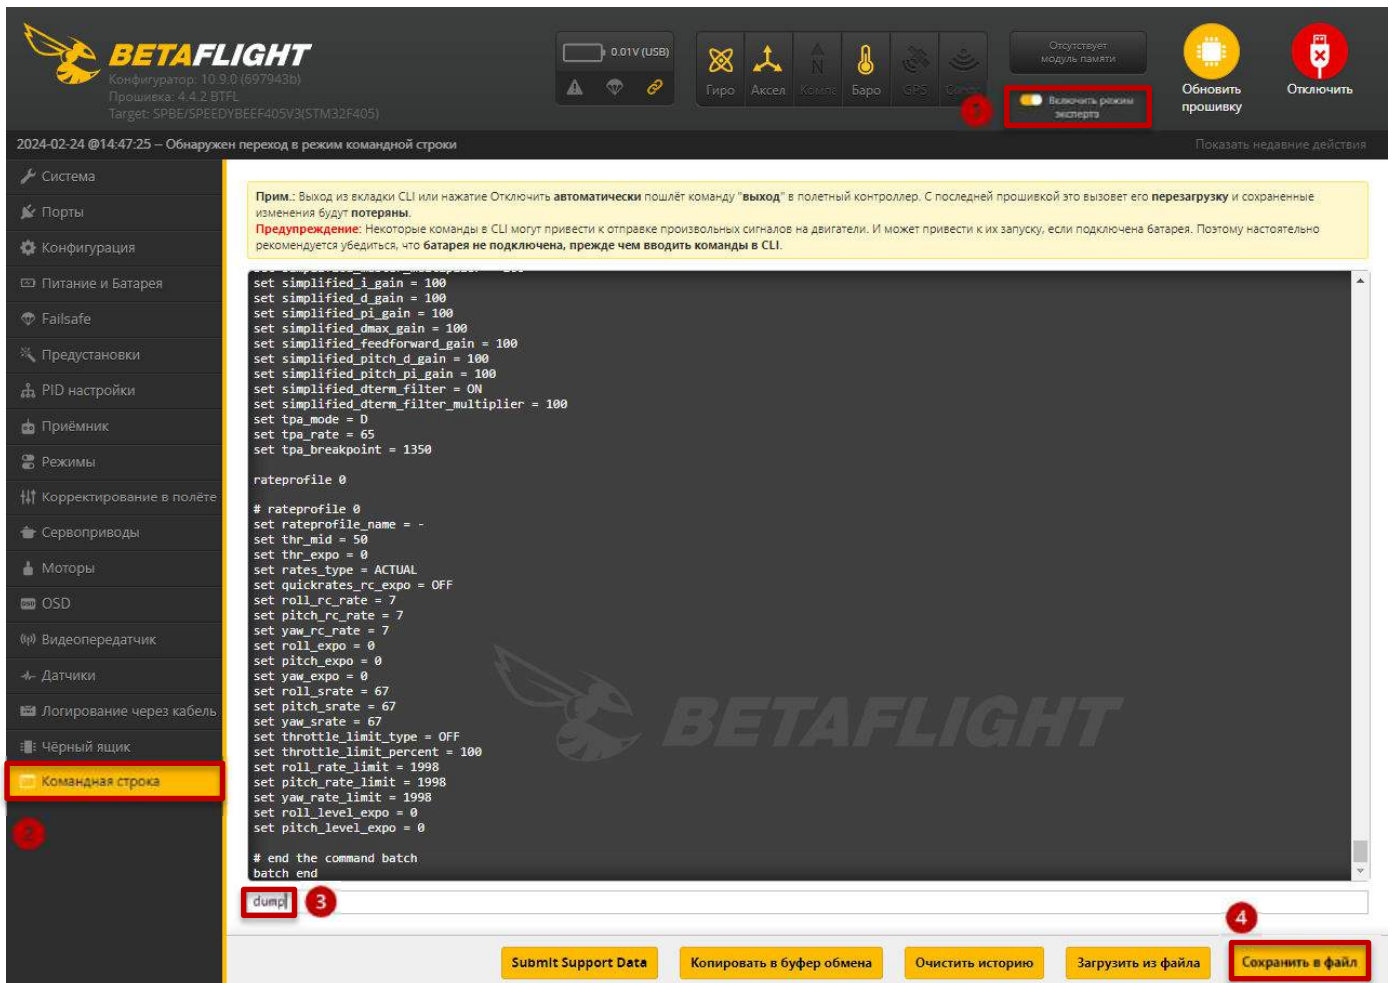 BETAFLIGHT
Конфигуратор: 10.9.0 (697943b)
Прошивка: 4.4.2 BTFL
Target: SPBE/SPEEDYBEEF405V3(STM32F405)
0.01V (USB)
Гиро Аксел Компас Баро GPS Сонар
Отсутствует
модуль памяти
1
Включить режим
эксперта
Обновить
прошивку
Отключить
2024-02-24 @14:47:25 – Обнаружен переход в режим командной строки
Показать недавние действия
Система
Порты
Конфигурация
Питание и Батарея
Failsafe
Предустановки
PID настройки
Приёмник
Режимы
Корректирование в полёте
Сервоприводы
Моторы
OSD
Видеопередатчик
Датчики
Логирование через кабель
Чёрный ящик
Командная строка
2
Прим.: Выход из вкладки CLI или нажатие Отключить автоматически пошлёт команду "выход" в полетный контроллер. С последней прошивкой это вызовет его перезагрузку и сохраненные
изменения будут потеряны.
Предупреждение: Некоторые команды в CLI могут привести к отправке произвольных сигналов на двигатели. И может привести к их запуску, если подключена батарея. Поэтому настоятельно
рекомендуется убедиться, что батарея не подключена, прежде чем вводить команды в CLI.
set simplified_i_gain = 100
set simplified_d_gain = 100
set simplified_pi_gain = 100
set simplified_dmax_gain = 100
set simplified_feedforward_gain = 100
set simplified_pitch_d_gain = 100
set simplified_pitch_pi_gain = 100
set simplified_dterm_filter = ON
set simplified_dterm_filter_multiplier = 100
set tpa_mode = D
set tpa_rate = 65
set tpa_breakpoint = 1350
rateprofile 0
# rateprofile 0
set rateprofile_name = -
set thr_mid = 50
set thr_expo = 0
set rates_type = ACTUAL
set quickrates_rc_expo = OFF
set roll_rc_rate = 7
set pitch_rc_rate = 7
set yaw_rc_rate = 7
set roll_expo = 0
set pitch_expo = 0
set yaw_expo = 0
set roll_srate = 67
set pitch_srate = 67
set yaw_srate = 67
set throttle_limit_type = OFF
set throttle_limit_percent = 100
set roll_rate_limit = 1998
set pitch_rate_limit = 1998
set yaw_rate_limit = 1998
set roll_level_expo = 0
set pitch_level_expo = 0
# end the command batch
batch end
BETAFLIGHT
dump
3
4
Submit Support Data
Копировать в буфер обмена
Очистить историю
Загрузить из файла
Сохранить в файл